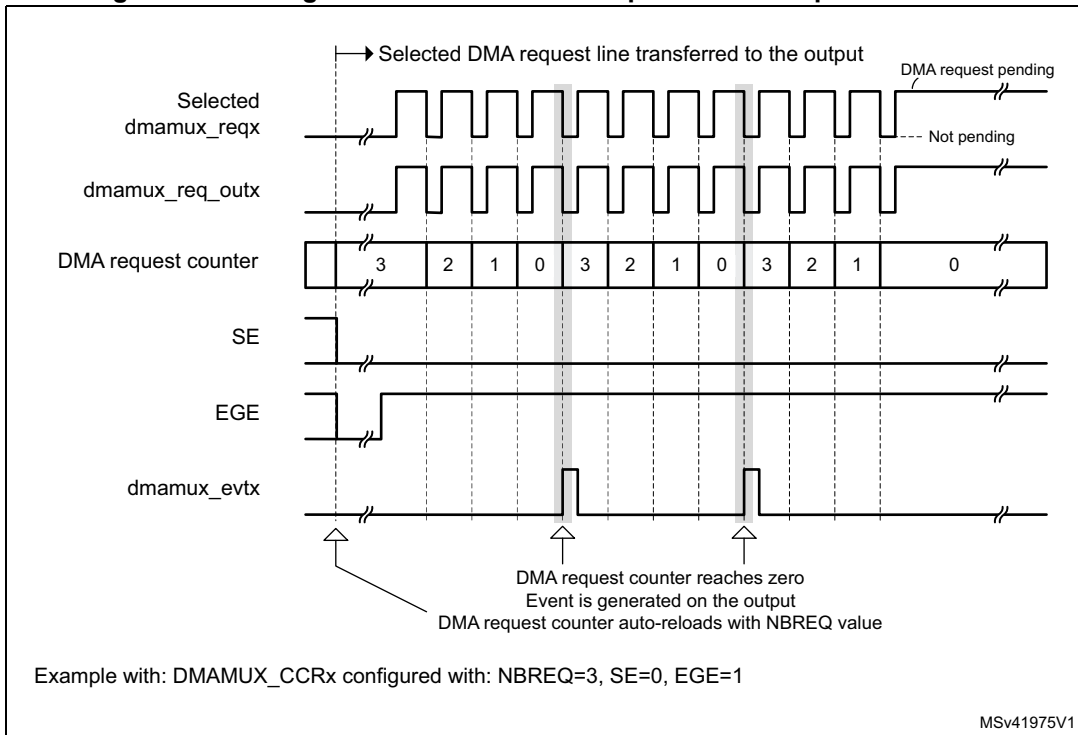 Selected DMA request line transferred to the output
DMA request pending
Selected
dmamux_reqx
Not pending
dmamux_req_outx
DMA request counter
3 2 1 0 3 2 1 0 3 2 1 0
SE
EGE
dmamux_evtx
DMA request counter reaches zero
Event is generated on the output
DMA request counter auto-reloads with NBREQ value
Example with: DMAMUX_CCRx configured with: NBREQ=3, SE=0, EGE=1
MSv41975V1